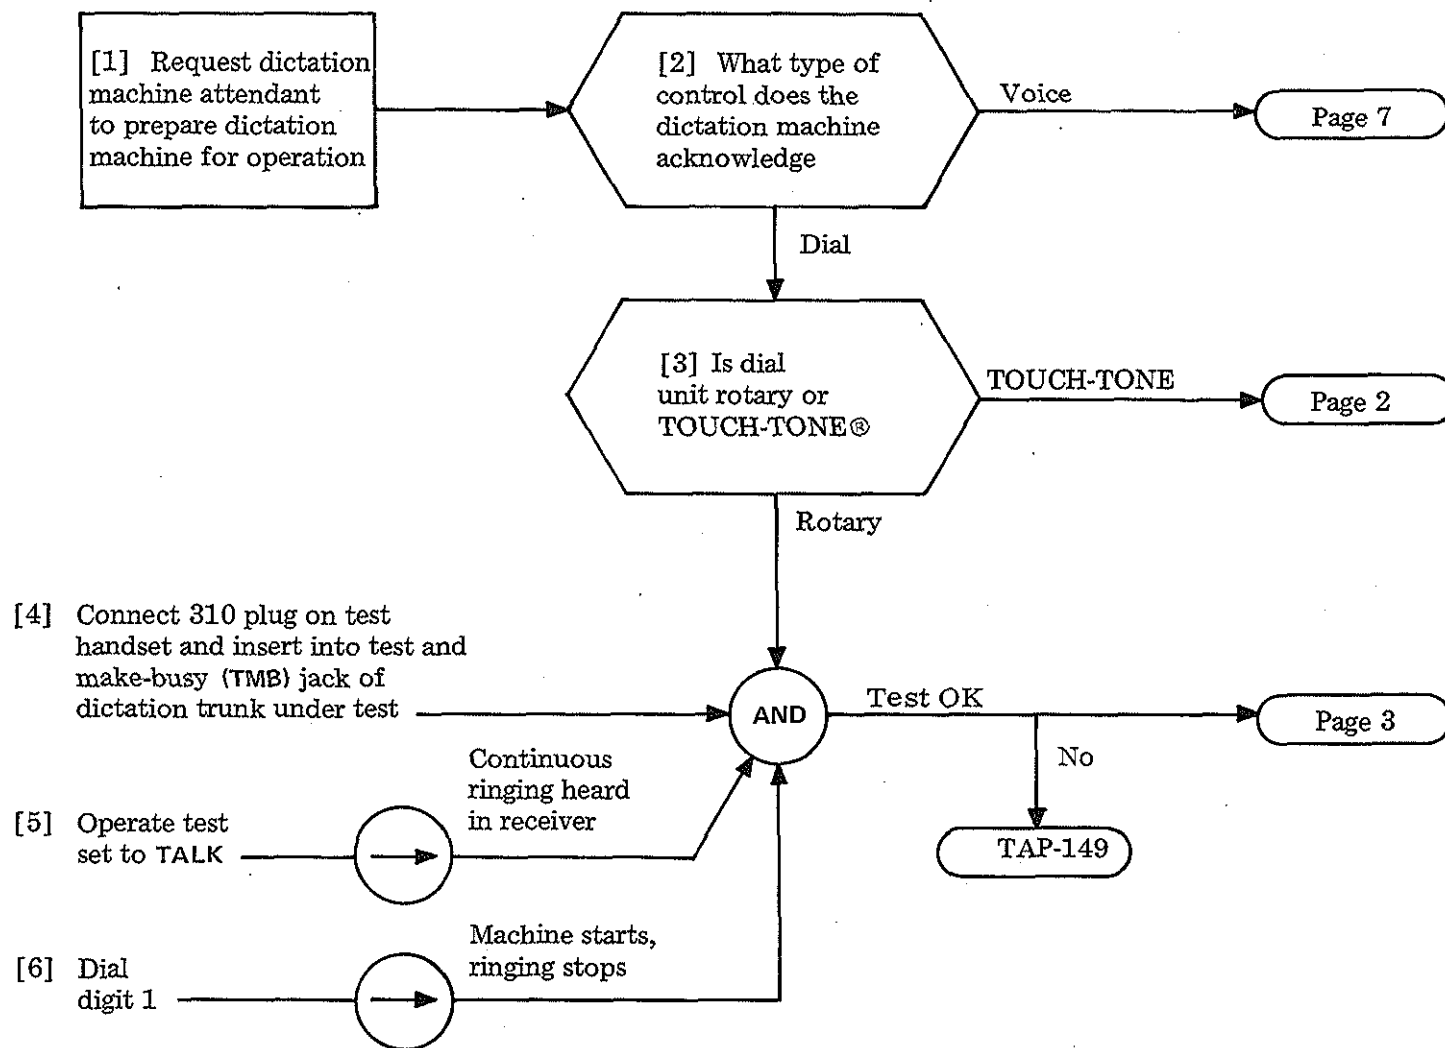 [1] Request dictation
machine attendant
to prepare dictation
machine for operation
[2] What type of
control does the
dictation machine
acknowledge
Voice
Page 7
Dial
[3] Is dial
unit rotary or
TOUCH-TONE®
TOUCH-TONE
Page 2
Rotary
[4] Connect 310 plug on test
handset and insert into test and
make-busy (TMB) jack of
dictation trunk under test
AND
Test OK
Page 3
No
TAP-149
[5] Operate test
set to TALK
Continuous
ringing heard
in receiver
[6] Dial
digit 1
Machine starts,
ringing stops